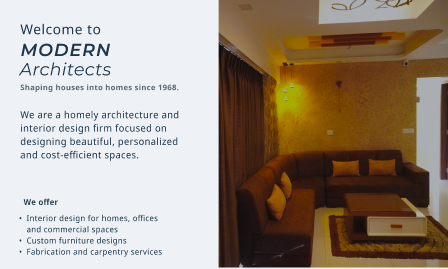 Welcome to
MODERN
Architects
Shaping houses into homes since 1968.
We are a homely architecture and
interior design firm focused on
designing beautiful, personalized
and cost-efficient spaces.
We offer
• Interior design for homes, offices
and commercial spaces
• Custom furniture designs
• Fabrication and carpentry services